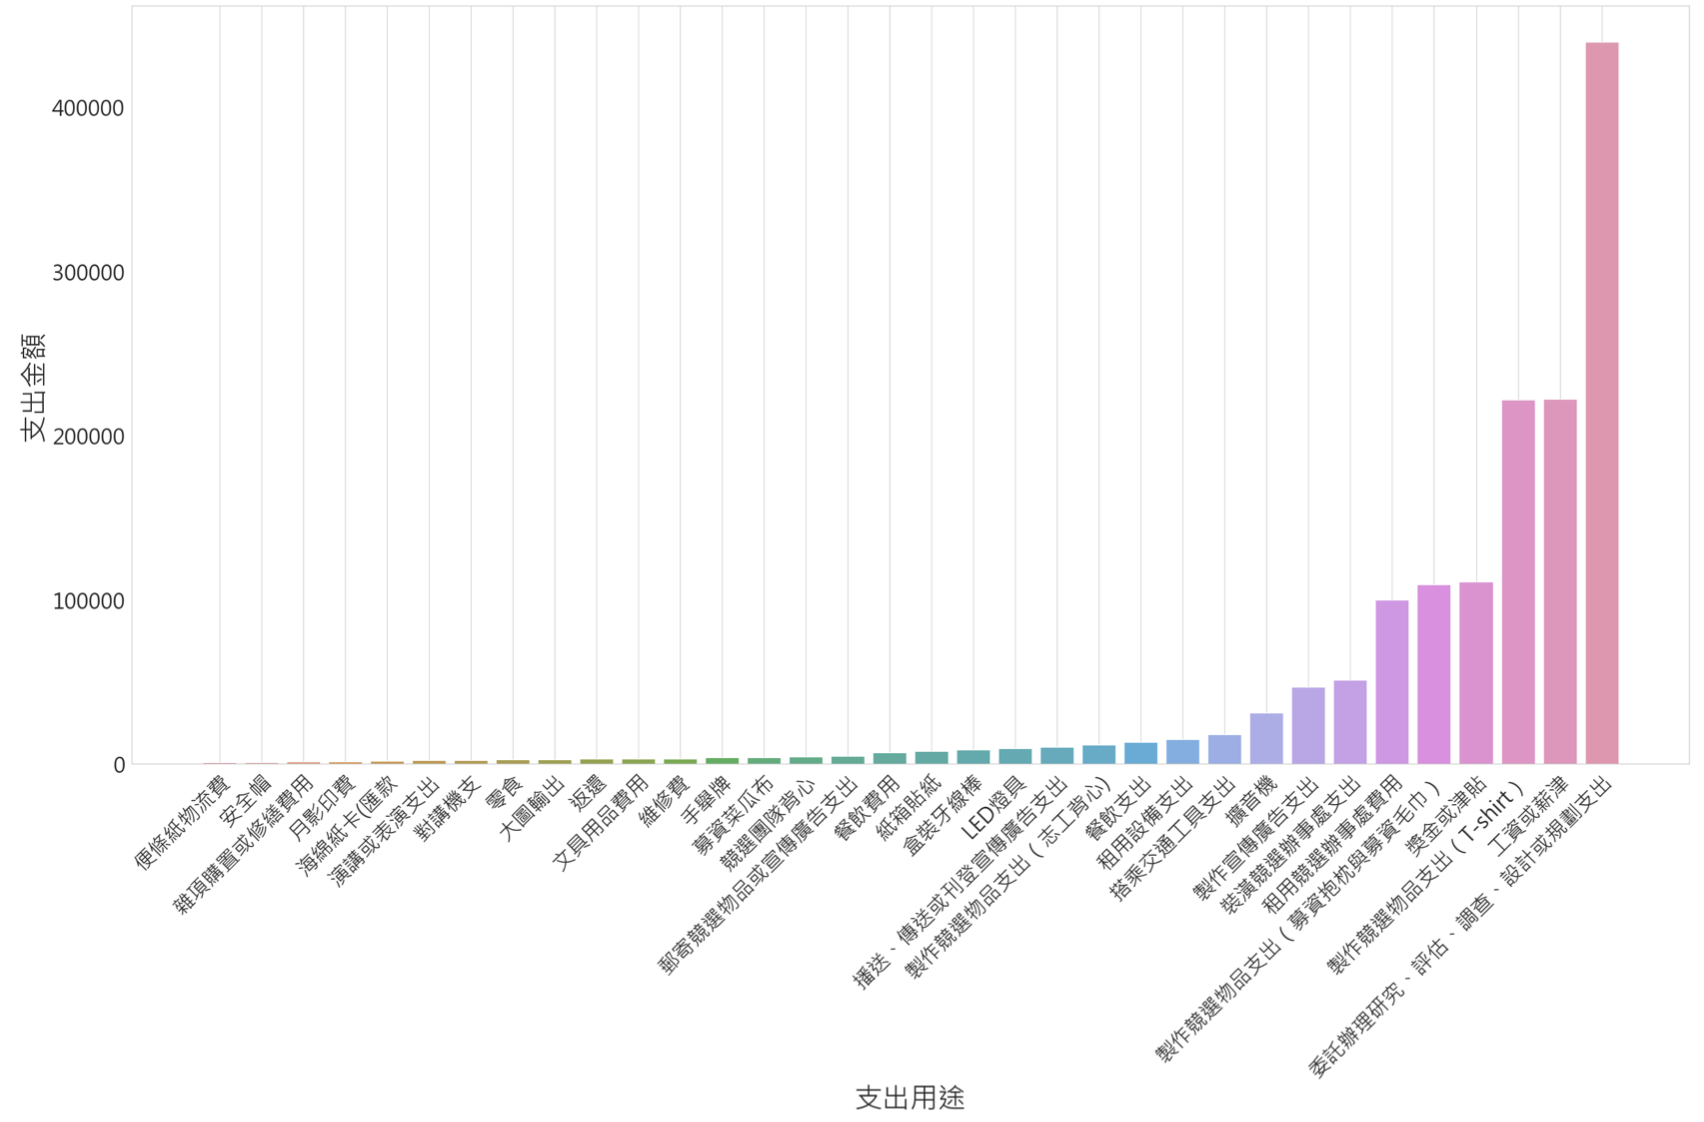 400000
300000
200000
100000
0
支出金額
便條紙物流費
安全帽
雜項購置或修繕費用
月影印費
海綿紙卡(匯款
演講或表演支出
對講機支
零食
大圖輸出
返還
文具用品費用
維修費
手舉牌
募資菜瓜布
競選團隊背心
郵寄競選物品或宣傳廣告支出
餐飲費用
紙箱貼紙
盒裝牙線棒
LED燈具
播送、傳送或刊登宣傳廣告支出
製作競選物品支出（志工背心)
餐飲支出
租用設備支出
搭乘交通工具支出
擴音機
製作宣傳廣告支出
裝潢競選辦事處支出
租用競選辦事處費用
製作競選物品支出（募資抱枕與募資毛巾）
獎金或津貼
製作競選物品支出（T-shirt）
工資或薪津
委託辦理研究、評估、調查、設計或規劃支出
支出用途